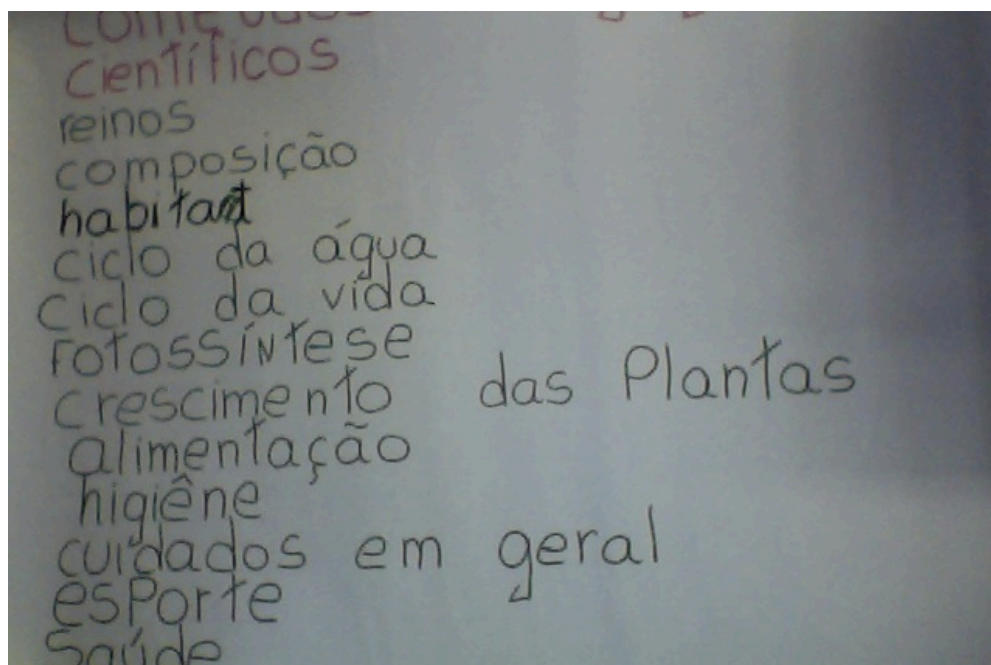 Científicos
reinos
composição
habitat
ciclo da água
Ciclo da vida
Fotossíntese
crescimento das Plantas
alimentação
higiêne
cuidados em geral
esporte
Saúde